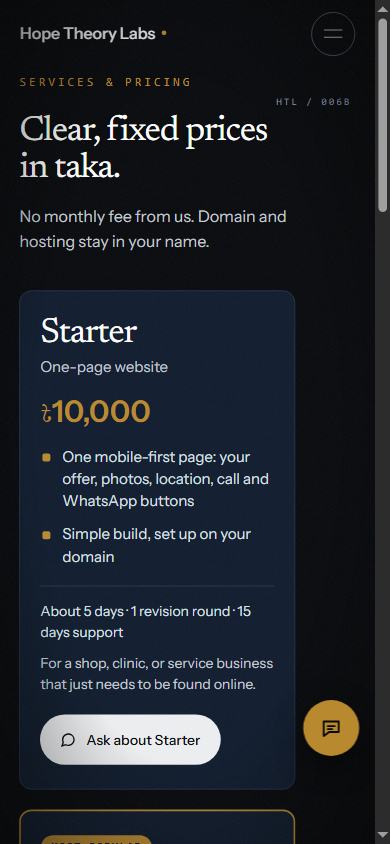 Hope Theory Labs
SERVICES & PRICING
HTL / 006B
Clear, fixed prices
in taka.
No monthly fee from us. Domain and
hosting stay in your name.
Starter
One-page website
৳10,000
One mobile-first page: your
offer, photos, location, call and
WhatsApp buttons
Simple build, set up on your
domain
About 5 days · 1 revision round · 15
days support
For a shop, clinic, or service business
that just needs to be found online.
Ask about Starter